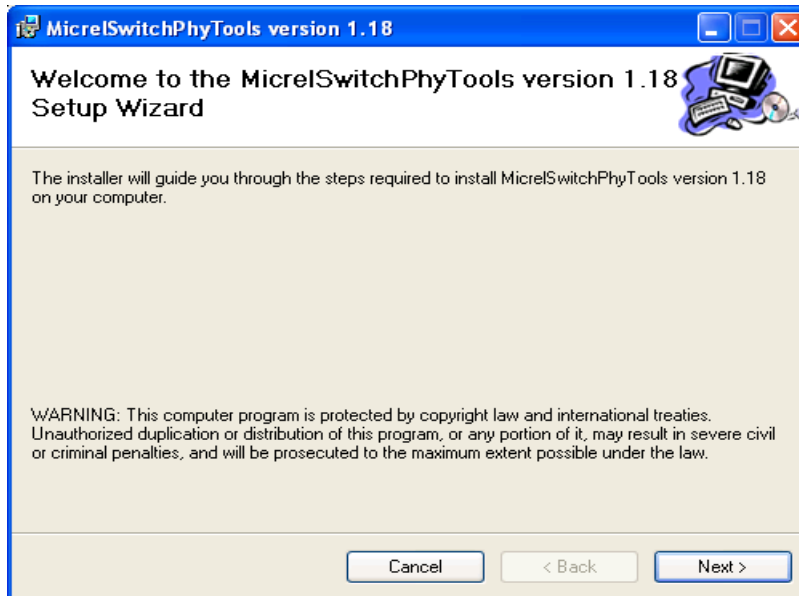 MicrelSwitchPhyTools version 1.18
Welcome to the MicrelSwitchPhyTools version 1.18
Setup Wizard
The installer will guide you through the steps required to install MicrelSwitchPhyTools version 1.18
on your computer.
WARNING: This computer program is protected by copyright law and international treaties.
Unauthorized duplication or distribution of this program, or any portion of it, may result in severe civil
or criminal penalties, and will be prosecuted to the maximum extent possible under the law.
Cancel < Back Next >